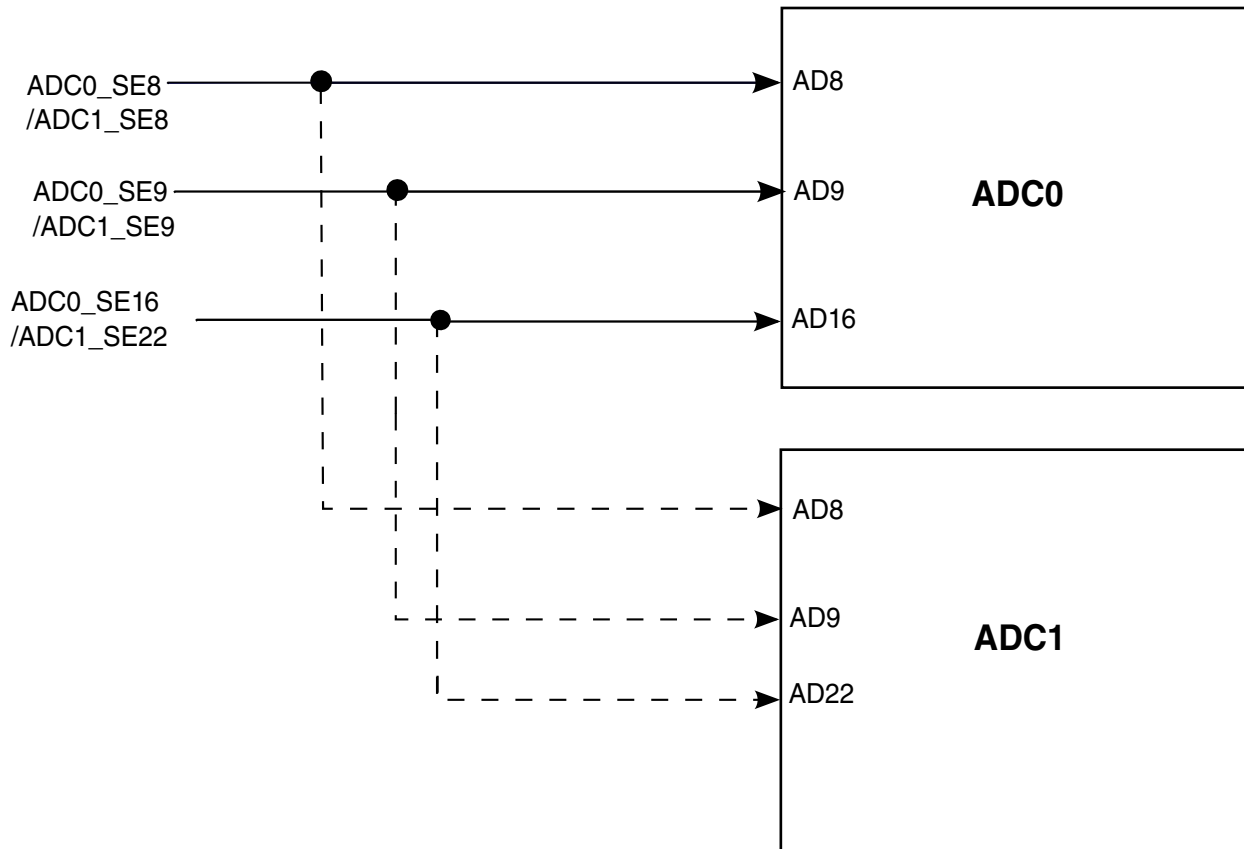 ADC0_SE8
/ADC1_SE8
AD8
ADC0_SE9
/ADC1_SE9
AD9
ADC0
ADC0_SE16
/ADC1_SE22
AD16
AD8
AD9
ADC1
AD22